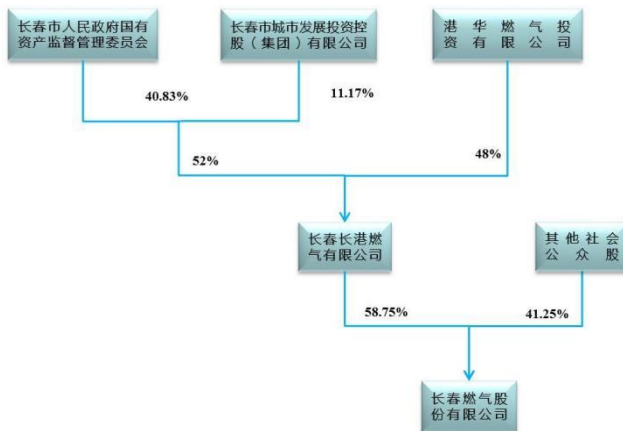 长春市人民政府国有
资产监督管理委员会
长春市城市发展投资控
股（集团）有限公司
港华燃气投
资有限公司
40.83%
11.17%
52%
48%
长春长港燃
气有限公司
其他社会
公众股
58.75%
41.25%
长春燃气股
份有限公司